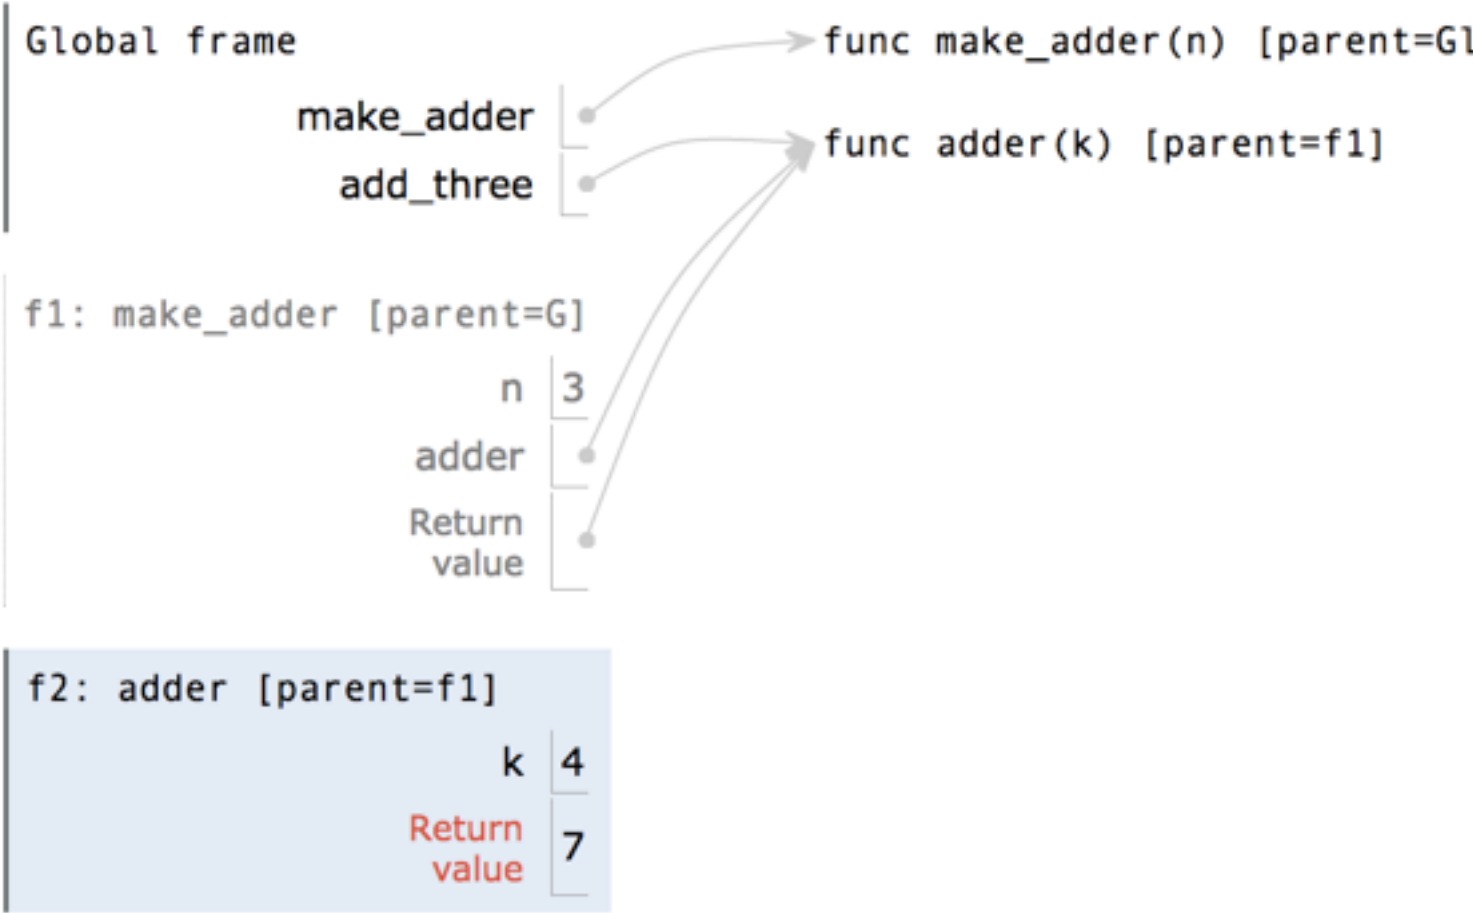 Global frame
func make_adder(n) [parent=Gl
make_adder
func adder(k) [parent=f1]
add_three
f1: make_adder [parent=G]
n 3
adder
Return
value
f2: adder [parent=f1]
k 4
Return
value 7